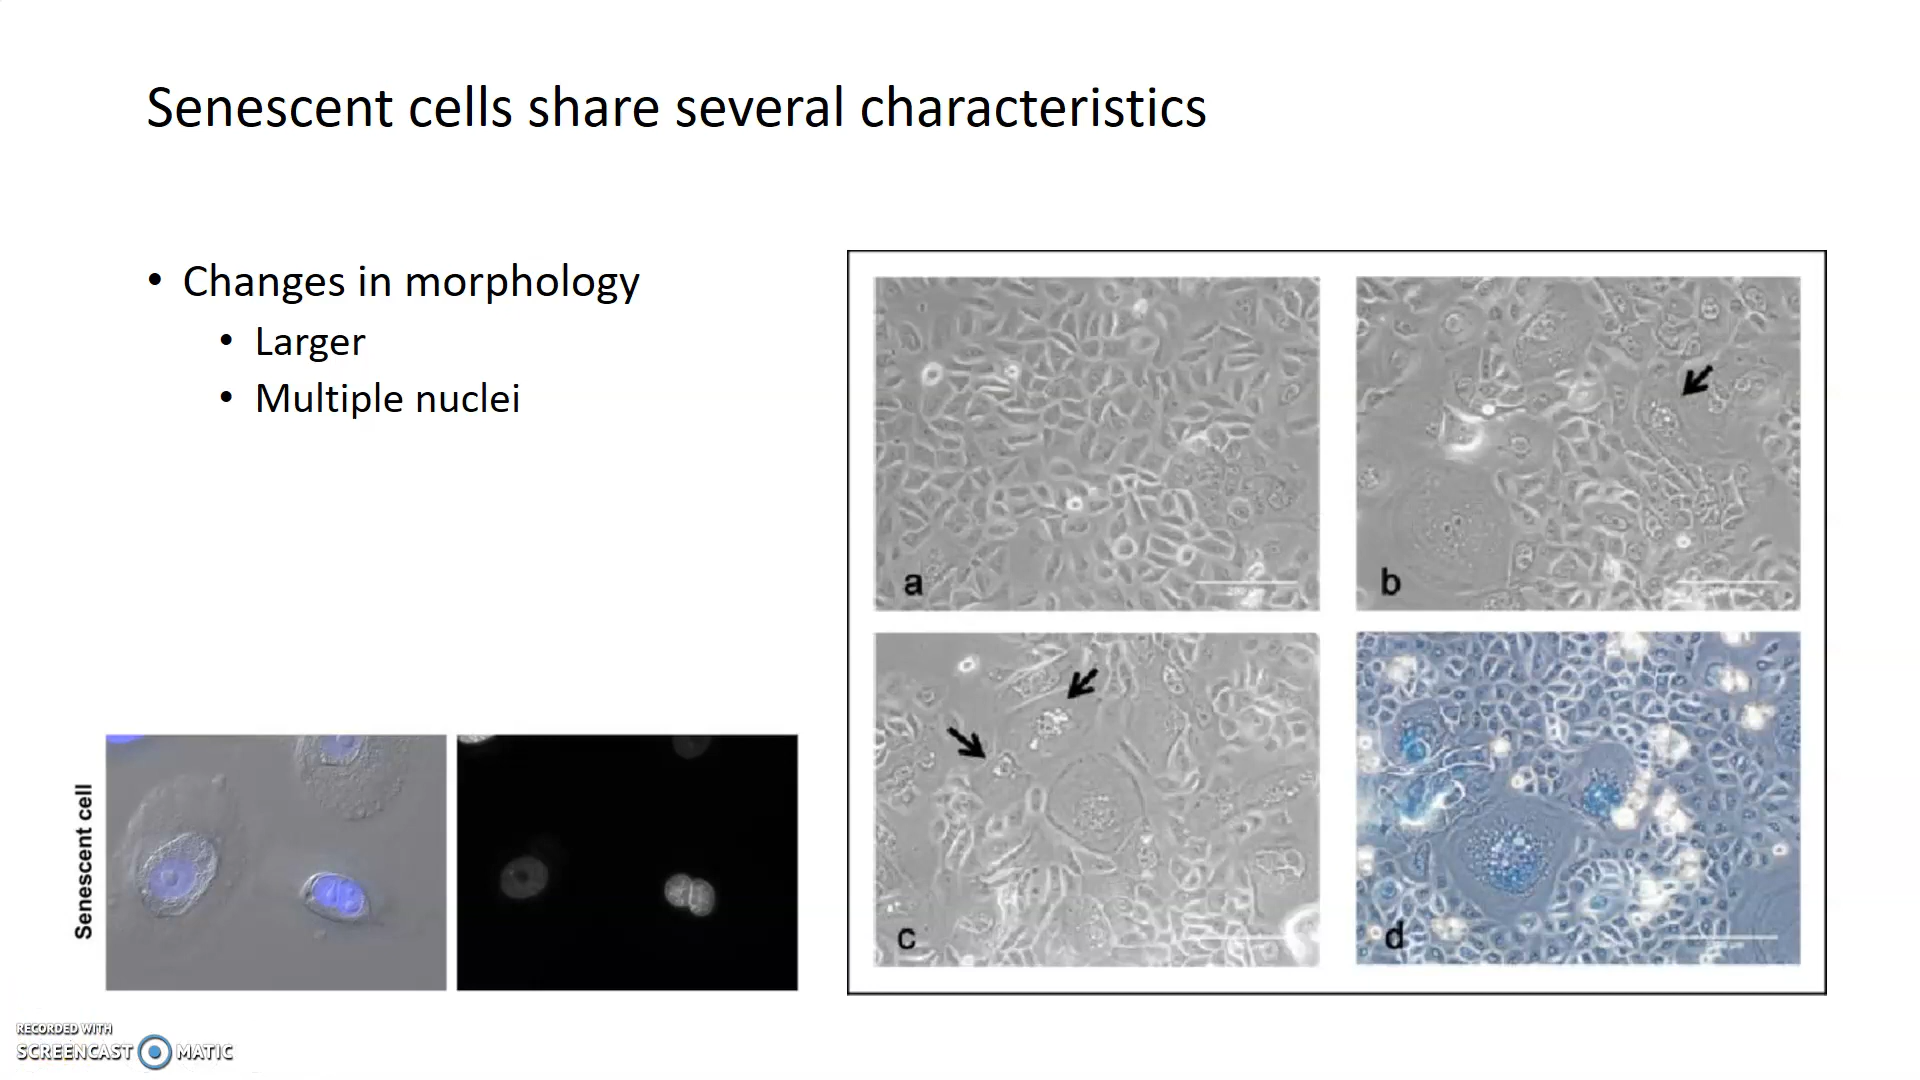 Senescent cells share several characteristics
• Changes in morphology
• Larger
• Multiple nuclei
a
b
c
d
Senescent cell
RECORDED WITH
SCREENCAST MATIC